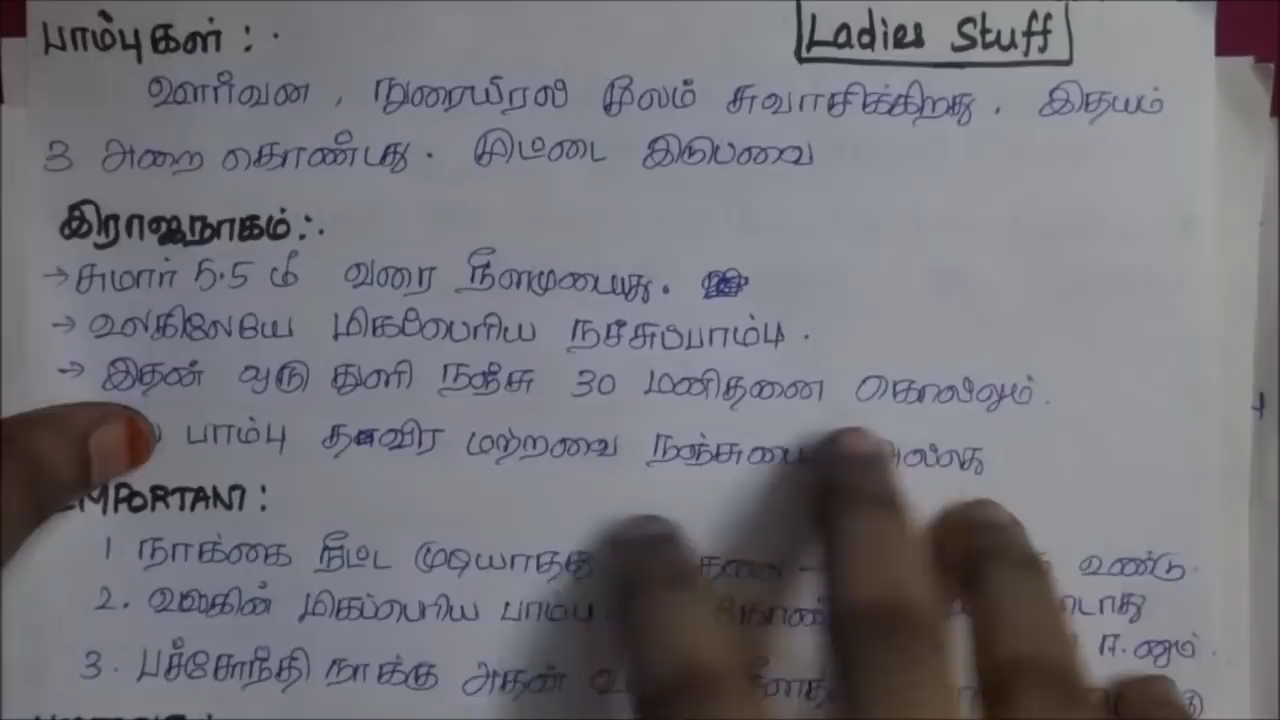 பாம்புகள் :·
Ladies Stuff
ஊர்வன , நுரையீரல் மூலம் சுவாசிக்கிறது . இதயம்
3 அறை கொண்டது . முட்டை இடுபவை
இராஜநாகம் :·
→ சுமார் 5.5 மீ வரை நீளமுடையது .
→ உலகிலேயே மிகப்பெரிய நச்சுப்பாம்பு .
→ இதன் ஒரு துளி நஞ்சு 30 மனிதனை கொல்லும் .
பாம்பு தவிர மற்றவை
IMPORTANT :
1 நாக்கை நீட்ட உண்டு .
2 . உலகின் மிகப்பெரிய பாம்பு
ஈ.னும் .
3 . பச்சோந்தி நாக்கு அதன்